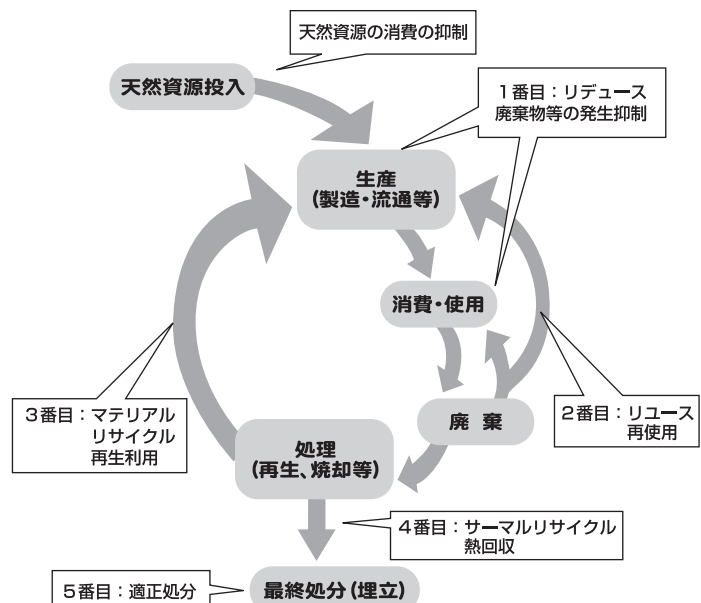 天然資源の消費の抑制
天然資源投入
1番目：リデュース
廃棄物等の発生抑制
生産
(製造・流通等)
消費・使用
廃 棄
2番目：リユース
再使用
3番目：マテリアル
リサイクル
再生利用
処理
(再生、焼却等)
4番目：サーマルリサイクル
熱回収
5番目：適正処分
最終処分(埋立)